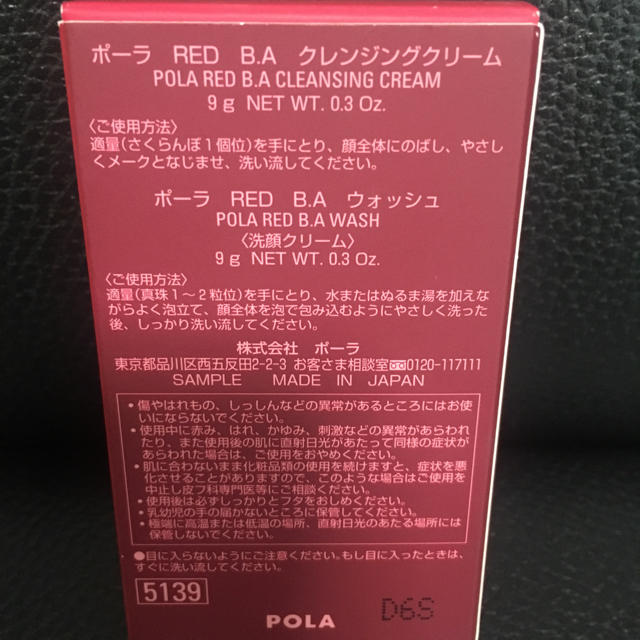 ポーラ RED B.A クレンジングクリーム
POLA RED B.A CLEANSING CREAM
9g NET WT. 0.3 Oz.
〈ご使用方法〉
適量(さくらんぼ1個位)を手にとり、顔全体にのばし、やさし
くメークとなじませ、洗い流してください。
ポーラ RED B.A ウォッシュ
POLA RED B.A WASH
〈洗顔クリーム〉
9g NET WT. 0.3 Oz.
〈ご使用方法〉
適量(真珠1〜2粒位)を手にとり、水またはぬるま湯を加えな
がらよく泡立て、顔全体を泡で包み込むようにやさしく洗った
後、しっかり洗い流してください。
株式会社 ポーラ
東京都品川区西五反田2-2-3 お客さま相談室 0120-117111
SAMPLE MADE IN JAPAN
・傷やはれもの、しっしんなどの異常があるところにはお使
いにならないでください。
・使用中に赤み、はれ、かゆみ、刺激などの異常があらわれ
たり、また使用後の肌に直射日光があたって同様の症状が
あらわれた場合は、ご使用をおやめください。
・肌に合わないまま化粧品類の使用を続けますと、症状を悪
化させることがありますので、このような場合はご使用を
中止し皮フ科専門医等にご相談ください。
・使用後は必ずしっかりとフタをおしめください。
・乳幼児の手の届かないところに保管してください。
・極端に高温または低温の場所、直射日光のあたる場所には
保管しないでください。
●目に入らないようにご注意ください。もし目に入ったときは、
すぐに洗い流してください。
5139
POLA
D6S